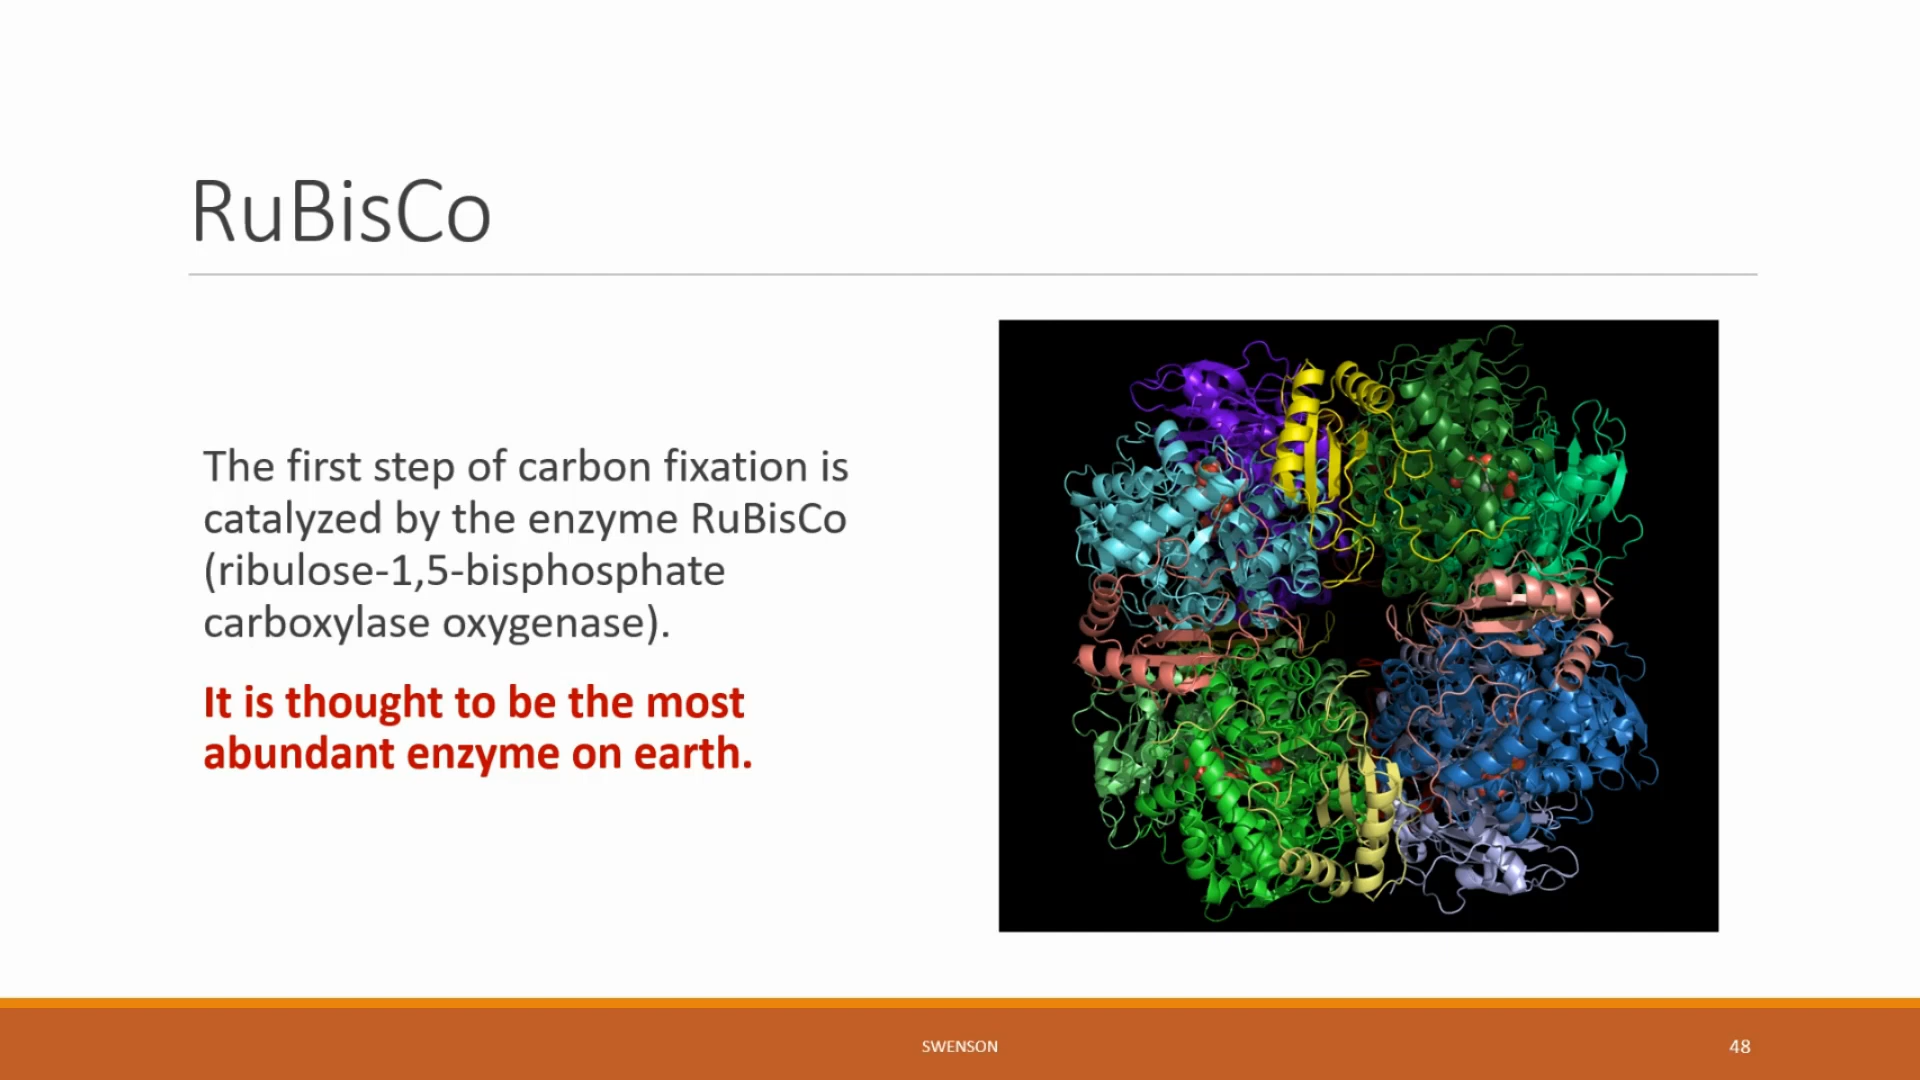 RuBisCo
The first step of carbon fixation is
catalyzed by the enzyme RuBisCo
(ribulose-1,5-bisphosphate
carboxylase oxygenase).
It is thought to be the most
abundant enzyme on earth.
SWENSON
48